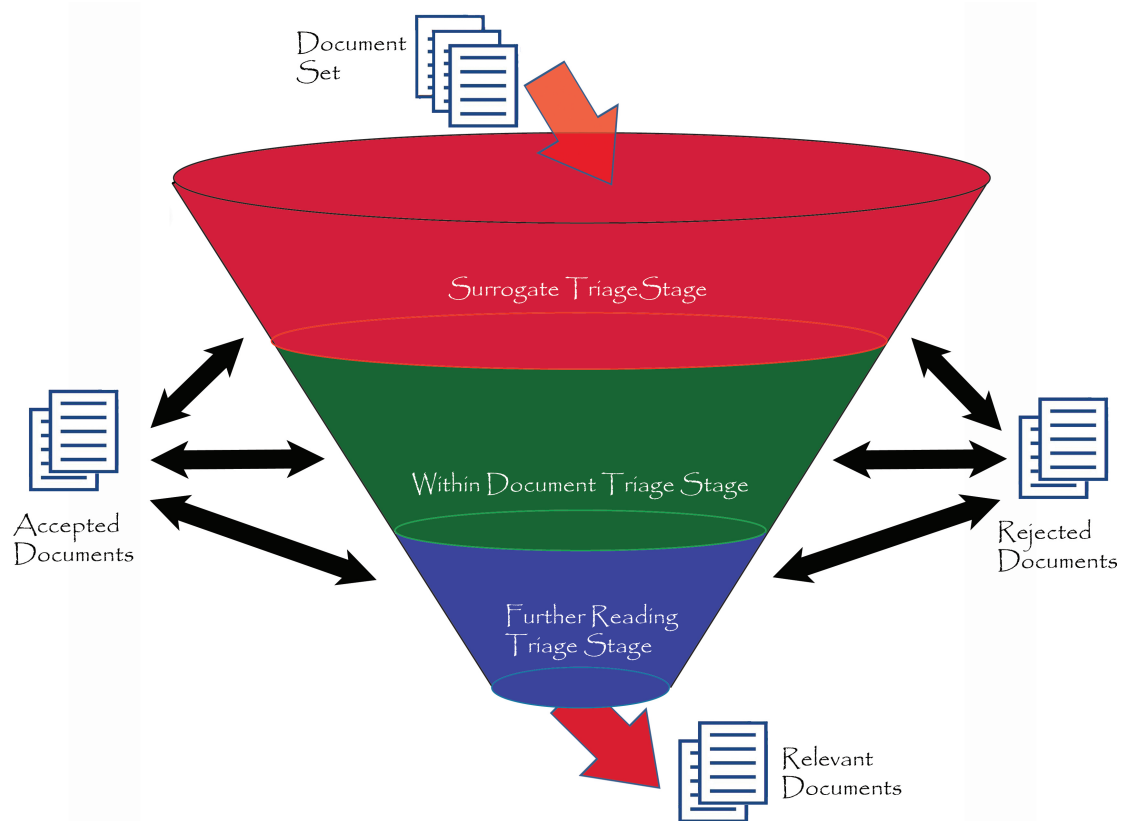 Document
Set
Surrogate TriageStage
Within Document Triage Stage
Accepted
Documents
Rejected
Documents
Further Reading
Triage Stage
Relevant
Documents